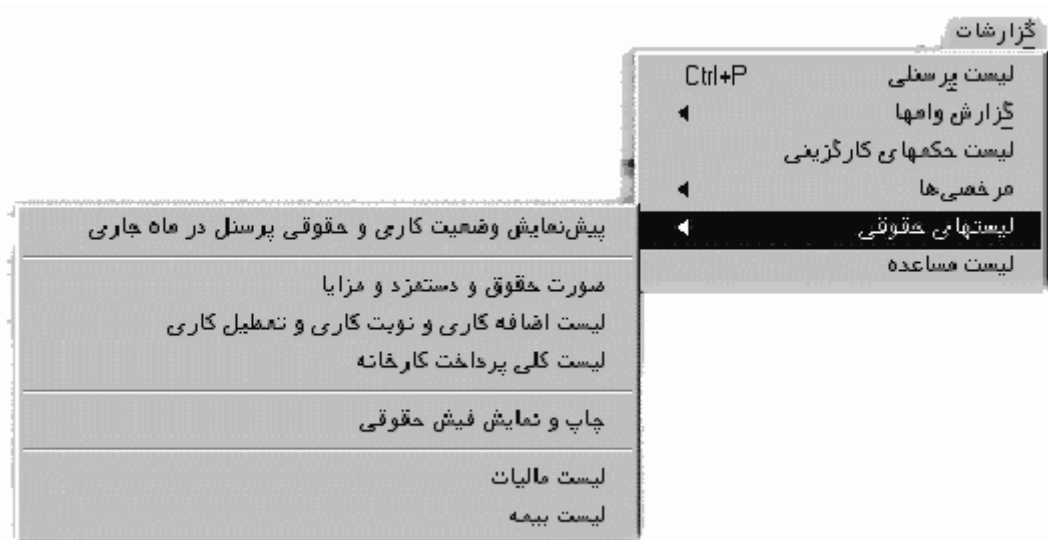 گزارشات
لیست پرسنلی Ctrl+P
گزارش وامها
لیست حکمهای کارگزینی
مرخصی‌ها
لیستهای حقوقی
لیست مساعده
پیش‌نمایش وضعیت کاری و حقوقی پرسنل در ماه جاری
صورت حقوق و دستمزد و مزایا
لیست اضافه کاری و نوبت کاری و تعطیل کاری
لیست کلی پرداخت کارخانه
چاپ و نمایش فیش حقوقی
لیست مالیات
لیست بیمه